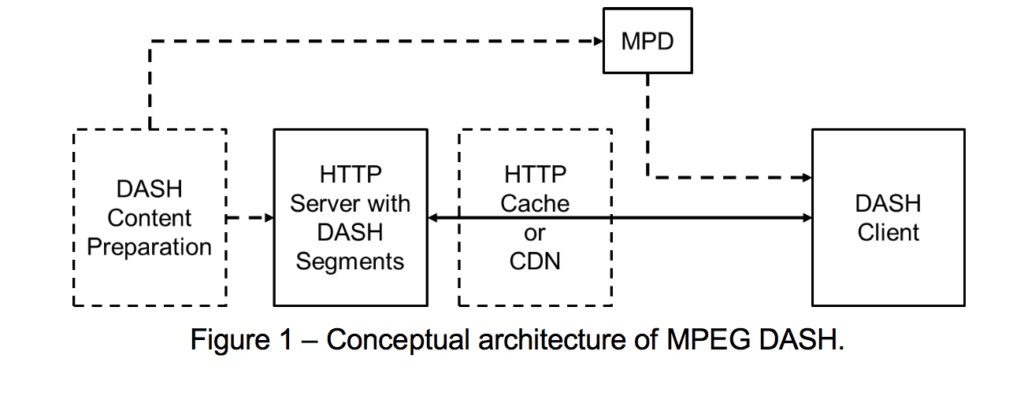 MPD
DASH
Content
Preparation
HTTP
Server with
DASH
Segments
HTTP
Cache
or
CDN
DASH
Client
Figure 1 – Conceptual architecture of MPEG DASH.